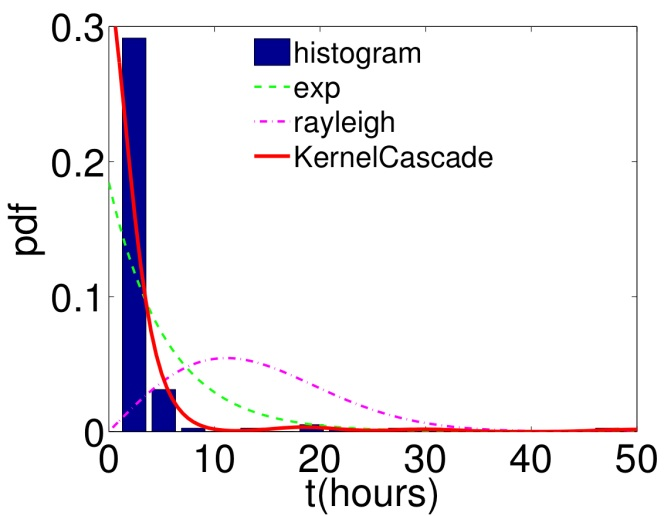 0.3
0.2
0.1
0
pdf
histogram
exp
rayleigh
KernelCascade
0 10 20 30 40 50
t(hours)